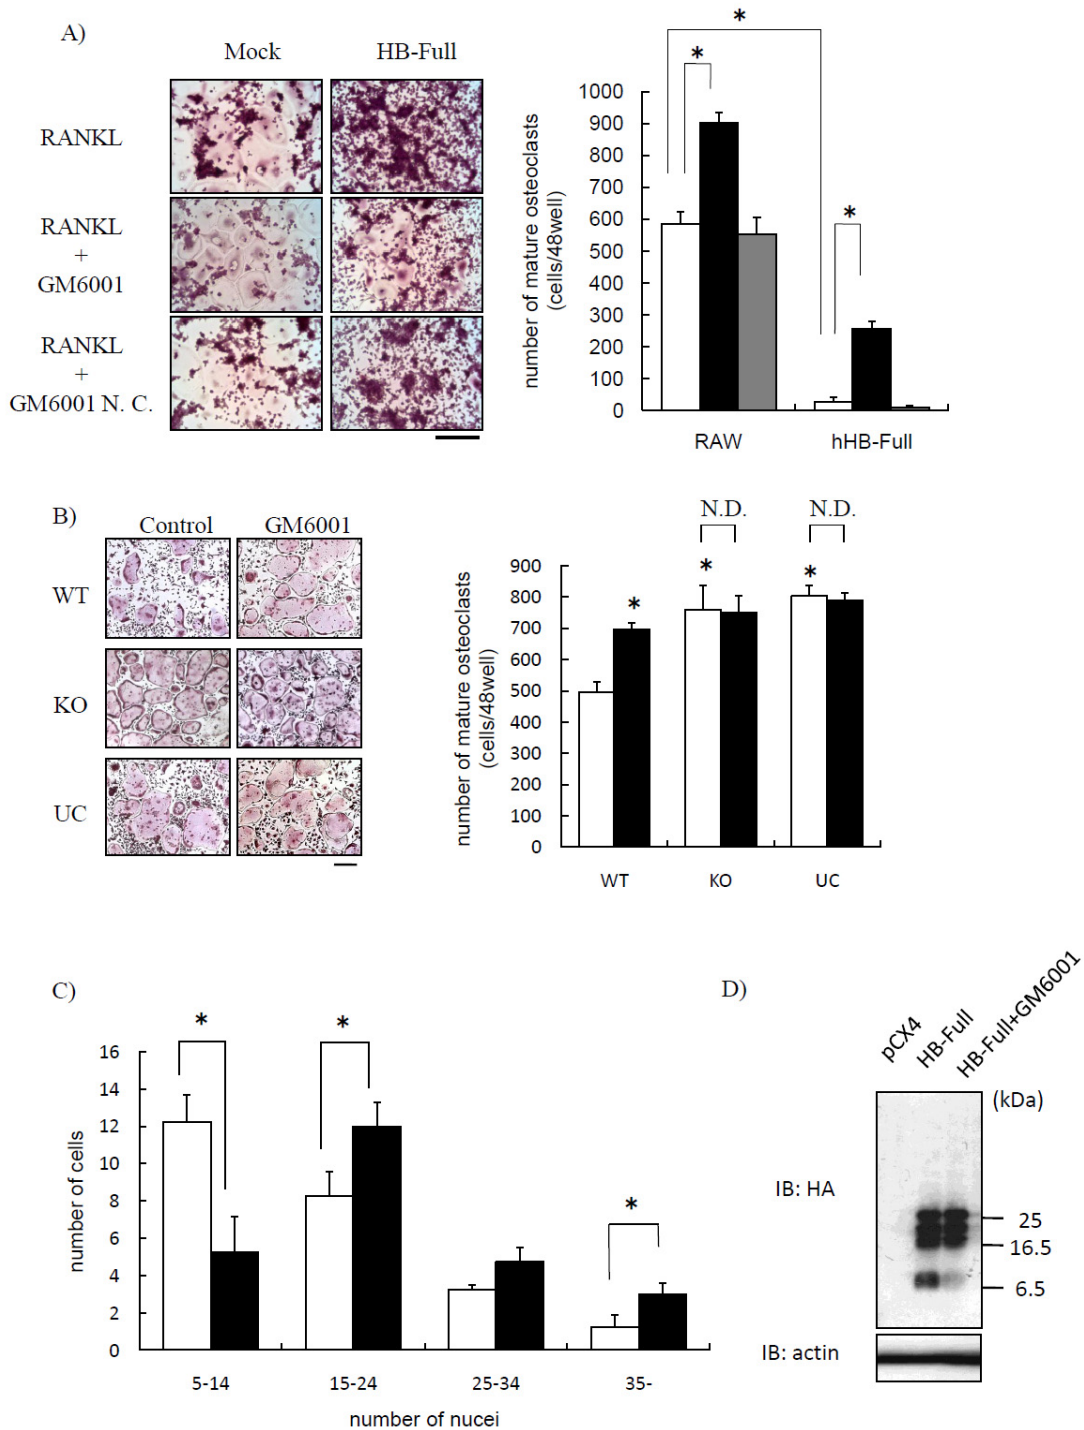 A)
Mock HB-Full
RANKL
RANKL
+
GM6001
RANKL
+
GM6001 N. C.
* * *
number of mature osteoclasts
(cells/48well)
1000
900
800
700
600
500
400
300
200
100
0
RAW hHB-Full
B)
Control GM6001
WT
KO
UC
N.D. N.D.
* * *
number of mature osteoclasts
(cells/48well)
900
800
700
600
500
400
300
200
100
0
WT KO UC
C)
* * *
number of cells
16
14
12
10
8
6
4
2
0
5-14 15-24 25-34 35-
number of nucei
D)
pCX4
HB-Full
HB-Full+GM6001
(kDa)
IB: HA
25
16.5
6.5
IB: actin